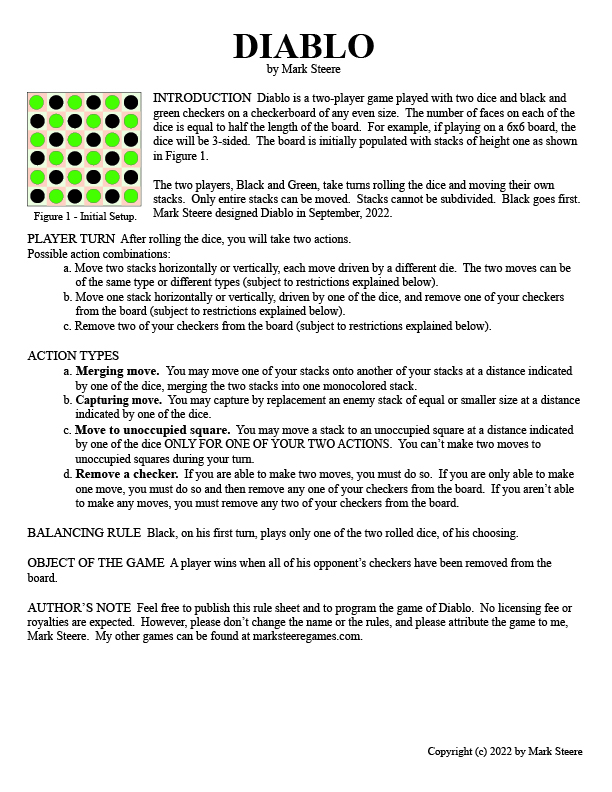 DIABLO
by Mark Steere
INTRODUCTION Diablo is a two-player game played with two dice and black and
green checkers on a checkerboard of any even size. The number of faces on each of the
dice is equal to half the length of the board. For example, if playing on a 6x6 board, the
dice will be 3-sided. The board is initially populated with stacks of height one as shown
in Figure 1.
The two players, Black and Green, take turns rolling the dice and moving their own
stacks. Only entire stacks can be moved. Stacks cannot be subdivided. Black goes first.
Mark Steere designed Diablo in September, 2022.
Figure 1 - Initial Setup.
PLAYER TURN After rolling the dice, you will take two actions.
Possible action combinations:
a. Move two stacks horizontally or vertically, each move driven by a different die. The two moves can be
of the same type or different types (subject to restrictions explained below).
b. Move one stack horizontally or vertically, driven by one of the dice, and remove one of your checkers
from the board (subject to restrictions explained below).
c. Remove two of your checkers from the board (subject to restrictions explained below).
ACTION TYPES
a. Merging move. You may move one of your stacks onto another of your stacks at a distance indicated
by one of the dice, merging the two stacks into one monocolored stack.
b. Capturing move. You may capture by replacement an enemy stack of equal or smaller size at a distance
indicated by one of the dice.
c. Move to unoccupied square. You may move a stack to an unoccupied square at a distance indicated
by one of the dice ONLY FOR ONE OF YOUR TWO ACTIONS. You can't make two moves to
unoccupied squares during your turn.
d. Remove a checker. If you are able to make two moves, you must do so. If you are only able to make
one move, you must do so and then remove any one of your checkers from the board. If you aren't able
to make any moves, you must remove any two of your checkers from the board.
BALANCING RULE Black, on his first turn, plays only one of the two rolled dice, of his choosing.
OBJECT OF THE GAME A player wins when all of his opponent's checkers have been removed from the
board.
AUTHOR'S NOTE Feel free to publish this rule sheet and to program the game of Diablo. No licensing fee or
royalties are expected. However, please don't change the name or the rules, and please attribute the game to me,
Mark Steere. My other games can be found at marksteeregames.com.
Copyright (c) 2022 by Mark Steere